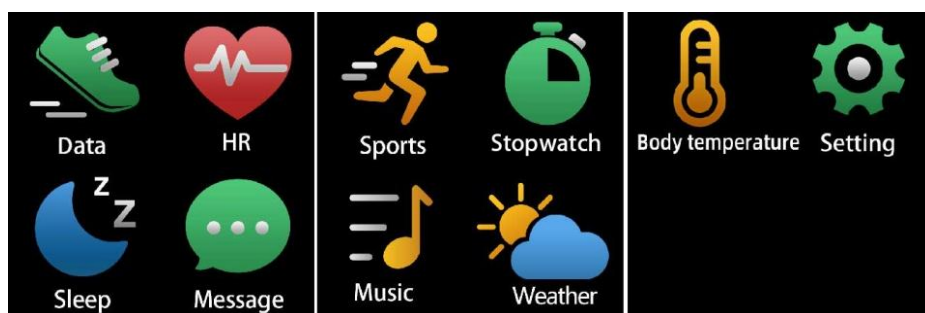 Data
HR
Sleep
Message
Sports
Stopwatch
Music
Weather
Body temperature
Setting